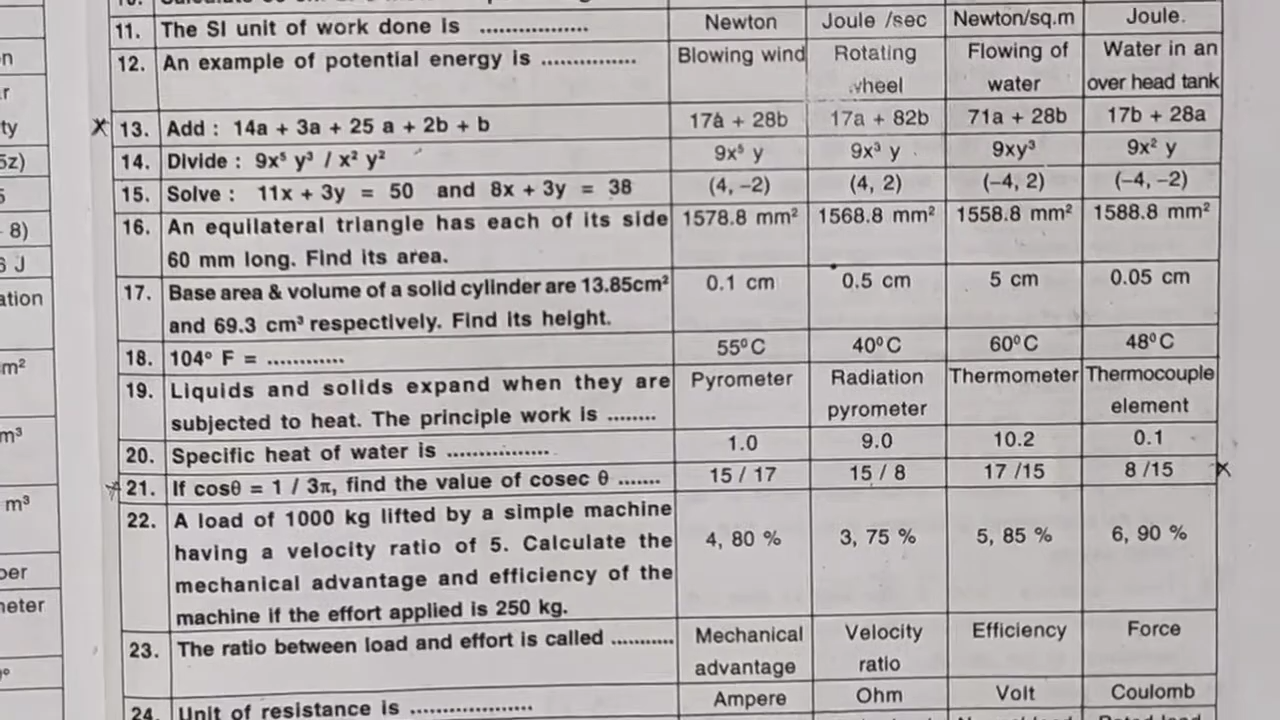 11. The SI unit of work done is ................. Newton Joule /sec Newton/sq.m Joule.
12. An example of potential energy is ............... Blowing wind Rotating Flowing of Water in an
wheel water over head tank
13. Add : 14a + 3a + 25 a + 2b + b 17a + 28b 17a + 82b 71a + 28b 17b + 28a
14. Divide : 9x⁵ y³ / x² y² 9x⁵ y 9x³ y 9xy³ 9x² y
15. Solve : 11x + 3y = 50 and 8x + 3y = 38 (4, –2) (4, 2) (–4, 2) (–4, –2)
16. An equilateral triangle has each of its side 1578.8 mm² 1568.8 mm² 1558.8 mm² 1588.8 mm²
60 mm long. Find its area.
17. Base area & volume of a solid cylinder are 13.85cm² 0.1 cm 0.5 cm 5 cm 0.05 cm
and 69.3 cm³ respectively. Find its height.
18. 104° F = ............ 55°C 40°C 60°C 48°C
19. Liquids and solids expand when they are Pyrometer Radiation Thermometer Thermocouple
subjected to heat. The principle work is ........ pyrometer element
20. Specific heat of water is ................. 1.0 9.0 10.2 0.1
21. If cosθ = 1 / 3π, find the value of cosec θ ....... 15 / 17 15 / 8 17 /15 8 /15
22. A load of 1000 kg lifted by a simple machine
having a velocity ratio of 5. Calculate the 4, 80 % 3, 75 % 5, 85 % 6, 90 %
mechanical advantage and efficiency of the
machine if the effort applied is 250 kg.
23. The ratio between load and effort is called ........... Mechanical Velocity Efficiency Force
advantage ratio
24. Unit of resistance is .................... Ampere Ohm Volt Coulomb